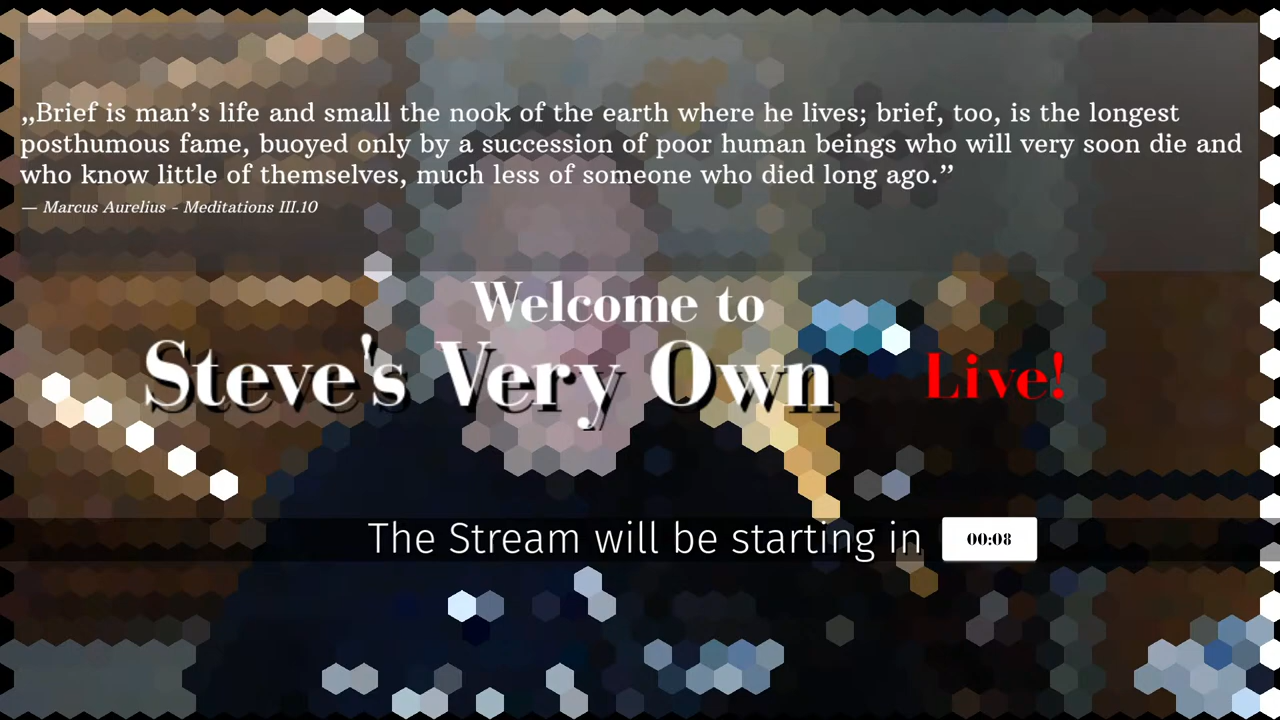 „Brief is man’s life and small the nook of the earth where he lives; brief, too, is the longest
posthumous fame, buoyed only by a succession of poor human beings who will very soon die and
who know little of themselves, much less of someone who died long ago.”
— Marcus Aurelius - Meditations III.10
Welcome to
Steve's Very Own Live!
The Stream will be starting in 00:08